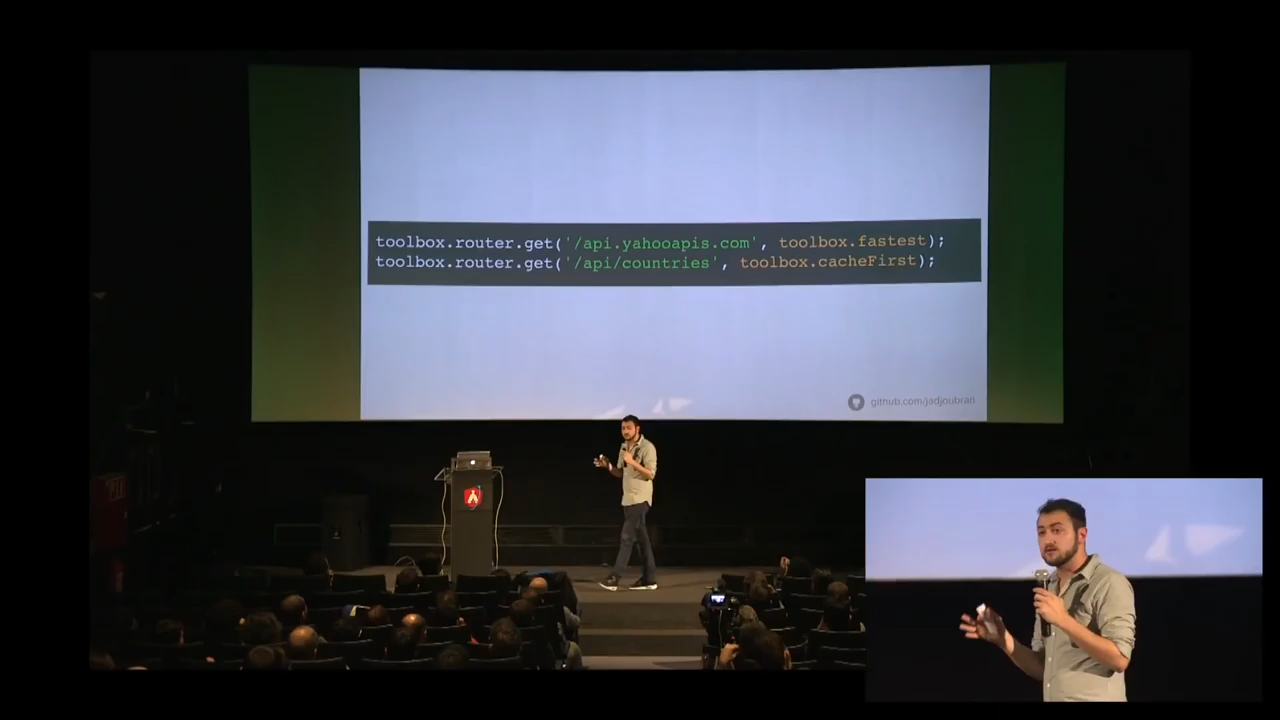 toolbox.router.get('/api.yahooapis.com', toolbox.fastest);
toolbox.router.get('/api/countries', toolbox.cacheFirst);
github.com/jadjoubran